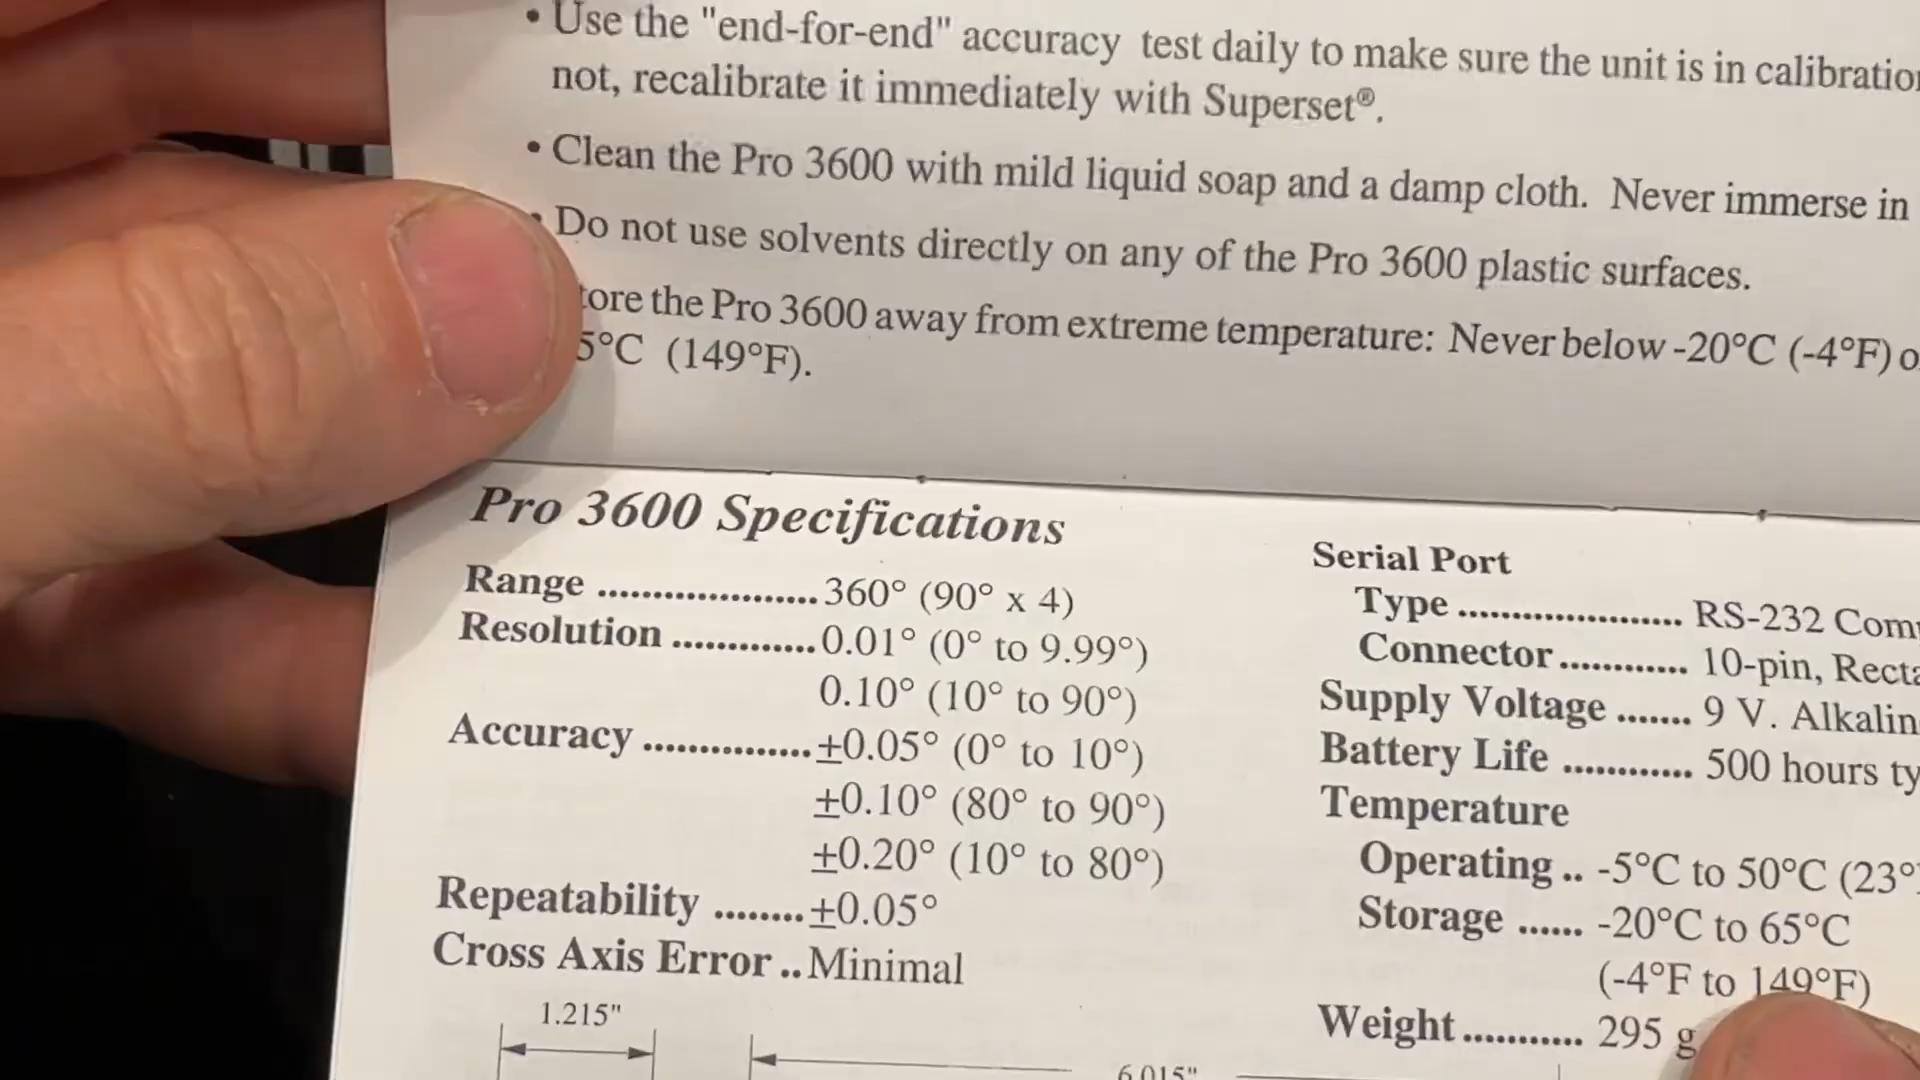 • Use the "end-for-end" accuracy test daily to make sure the unit is in
not, recalibrate it immediately with Superset®.
• Clean the Pro 3600 with mild liquid soap and a damp cloth. Never immerse in
• Do not use solvents directly on any of the Pro 3600 plastic surfaces.
the Pro 3600 away from extreme temperature: Never below -20°C (-4°F)
5°C (149°F).
Pro 3600 Specifications
Range .................... 360° (90° x 4)
Resolution ............. 0.01° (0° to 9.99°)
0.10° (10° to 90°)
Accuracy ............... ±0.05° (0° to 10°)
±0.10° (80° to 90°)
±0.20° (10° to 80°)
Repeatability ........ ±0.05°
Cross Axis Error .. Minimal
1.215"
6.015"
Serial Port
Type .................... RS-232
Connector ............ 10-pin,
Supply Voltage ....... 9 V.
Battery Life ............ 500 hours
Temperature
Operating .. -5°C to 50°C (23°
Storage ...... -20°C to 65°C
(-4°F to 149°F)
Weight ........... 295 g